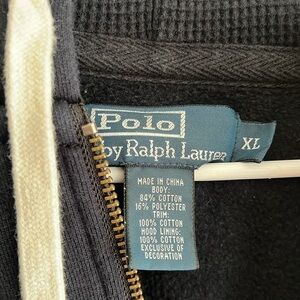 Polo
by Ralph Lauren
XL
MADE IN CHINA
BODY:
84% COTTON
16% POLYESTER
TRIM:
100% COTTON
HOOD LINING:
100% COTTON
EXCLUSIVE OF
DECORATION